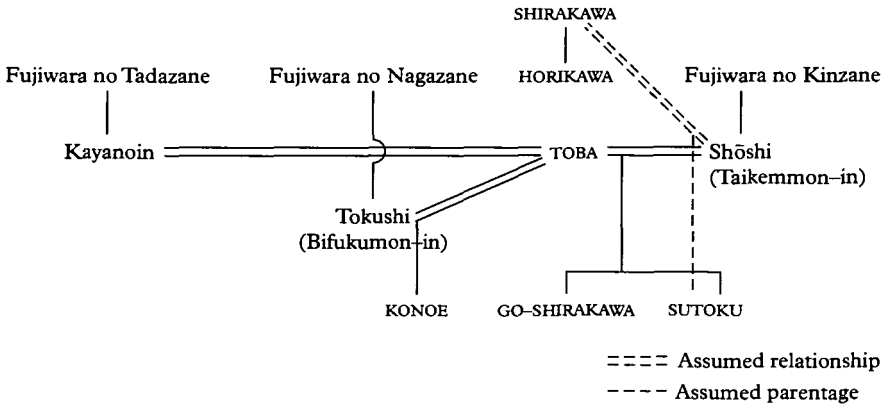 SHIRAKAWA
Fujiwara no Tadazane Fujiwara no Nagazane HORIKAWA Fujiwara no Kinzane
Kayanoin TOBA Shōshi
(Taikemmon–in)
Tokushi
(Bifukumon–in)
KONOE GO–SHIRAKAWA SUTOKU
Assumed relationship
Assumed parentage